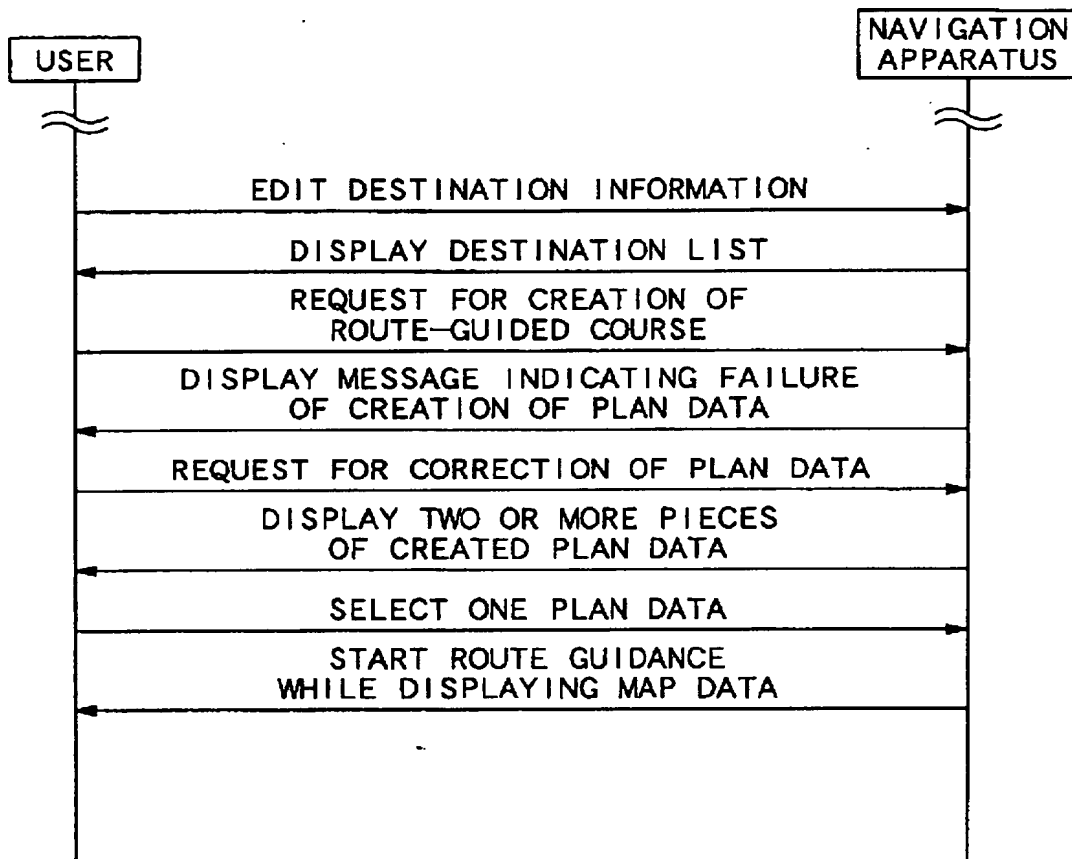 USER
NAVIGATION
APPARATUS
EDIT DESTINATION INFORMATION
DISPLAY DESTINATION LIST
REQUEST FOR CREATION OF
ROUTE-GUIDED COURSE
DISPLAY MESSAGE INDICATING FAILURE
OF CREATION OF PLAN DATA
REQUEST FOR CORRECTION OF PLAN DATA
DISPLAY TWO OR MORE PIECES
OF CREATED PLAN DATA
SELECT ONE PLAN DATA
START ROUTE GUIDANCE
WHILE DISPLAYING MAP DATA